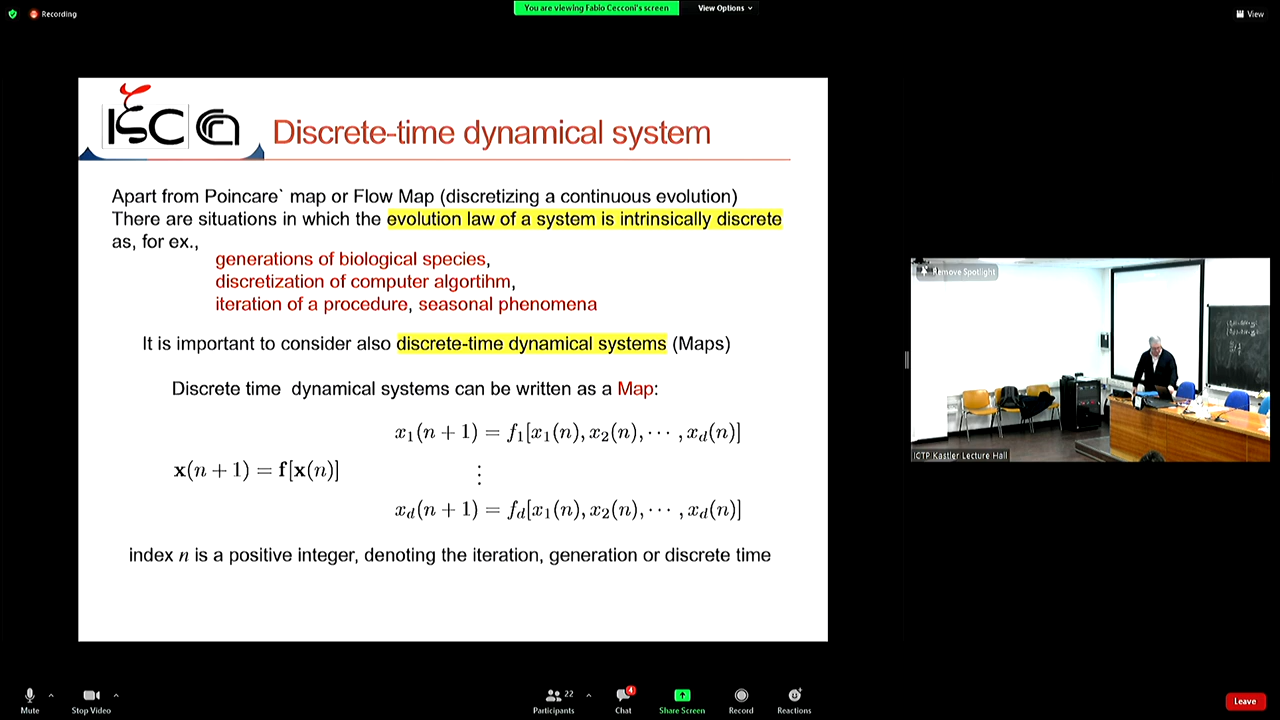 Recording
You are viewing Fabio Cecconi's screen
View Options
View
Discrete-time dynamical system
Apart from Poincare` map or Flow Map (discretizing a continuous evolution)
There are situations in which the evolution law of a system is intrinsically discrete
as, for ex.,
generations of biological species,
discretization of computer algortihm,
iteration of a procedure, seasonal phenomena
It is important to consider also discrete-time dynamical systems (Maps)
Discrete time dynamical systems can be written as a Map:
x₁(n + 1) = f₁[x₁(n), x₂(n), ··· , x_d(n)]
x(n + 1) = f[x(n)]
⋮
x_d(n + 1) = f_d[x₁(n), x₂(n), ··· , x_d(n)]
index n is a positive integer, denoting the iteration, generation or discrete time
Remove Spotlight
ICTP Kastler Lecture Hall
Mute
Stop Video
22
Participants
4
Chat
Share Screen
Record
Reactions
Leave